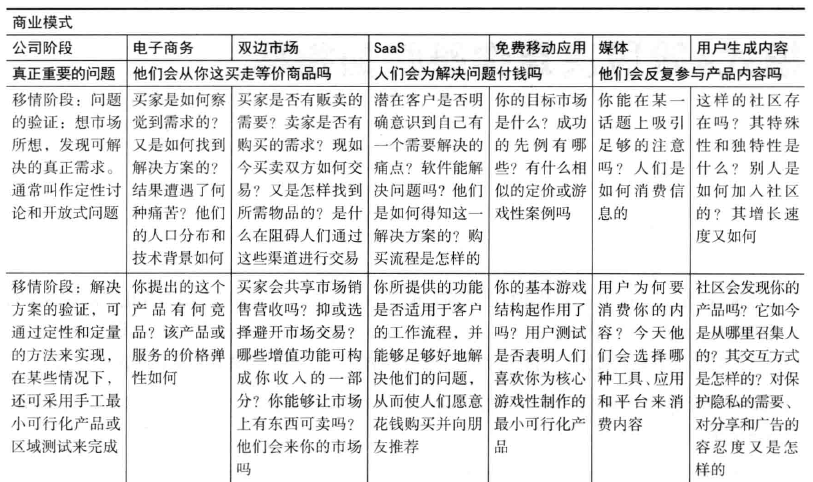 商业模式
公司阶段 电子商务 双边市场 SaaS 免费移动应用 媒体 用户生成内容
真正重要的问题 他们会从你这买走等价商品吗 人们会为解决问题付钱吗 他们会反复参与产品内容吗
移情阶段：问题
的验证；想市场
所想，发现可解
决的真正需求。
通常叫作定性讨
论和开放式问题
买家是如何察
觉到需求的？
又是如何找到
解决方案的？
结果遭遇了何
种痛苦？他们
的人口分布和
技术背景如何
买家是否有贩卖的
需要？卖家是否有
购买的需求？现如
今买卖双方如何交
易？又是怎样找到
所需物品的？是什
么在阻碍人们通过
这些渠道进行交易
潜在客户是否明
确意识到自己有
一个需要解决的
痛点？软件能解
决问题吗？他们
是如何得知这一
解决方案的？购
买流程是怎样的
你的目标市场
是什么？成功
的先例有哪
些？有什么相
似的定价或游
戏性案例吗
你能在某一
话题上吸引
足够的注意
吗？人们是
如何消费信
息的
这样的社区存
在吗？其特殊
性和独特性是
什么？别人是
如何加入社区
的？其增长速
度又如何
移情阶段：解决
方案的验证，可
通过定性和定量
的方法来实现，
在某些情况下，
还可采用手工最
小可行化产品或
区域测试来完成
你提出的这个
产品有何竞
品？该产品或
服务的价格弹
性如何
买家会共享市场销
售营收吗？抑或选
择避开市场交易？
哪些增值功能可构
成你收入的一部
分？你能够让市场
上有东西可卖吗？
他们会来你的市场
吗
你所提供的功能
是否适用于客户
的工作流程，并
能够足够好地解
决他们的问题，
从而使人们愿意
花钱购买并向朋
友推荐
你的基本游戏
结构起作用了
吗？用户测试
是否表明人们
喜欢你为核心
游戏性制作的
最小可行化产
品
用户为何要
消费你的内
容？今天他
们会选择哪
种工具、应用
和平台来消
费内容
社区会发现你的
产品吗？它如今
是从哪里召集人
的？其交互方式
是怎样的？对保
护隐私的需要、
对分享和广告的
容忍度又是怎
样的